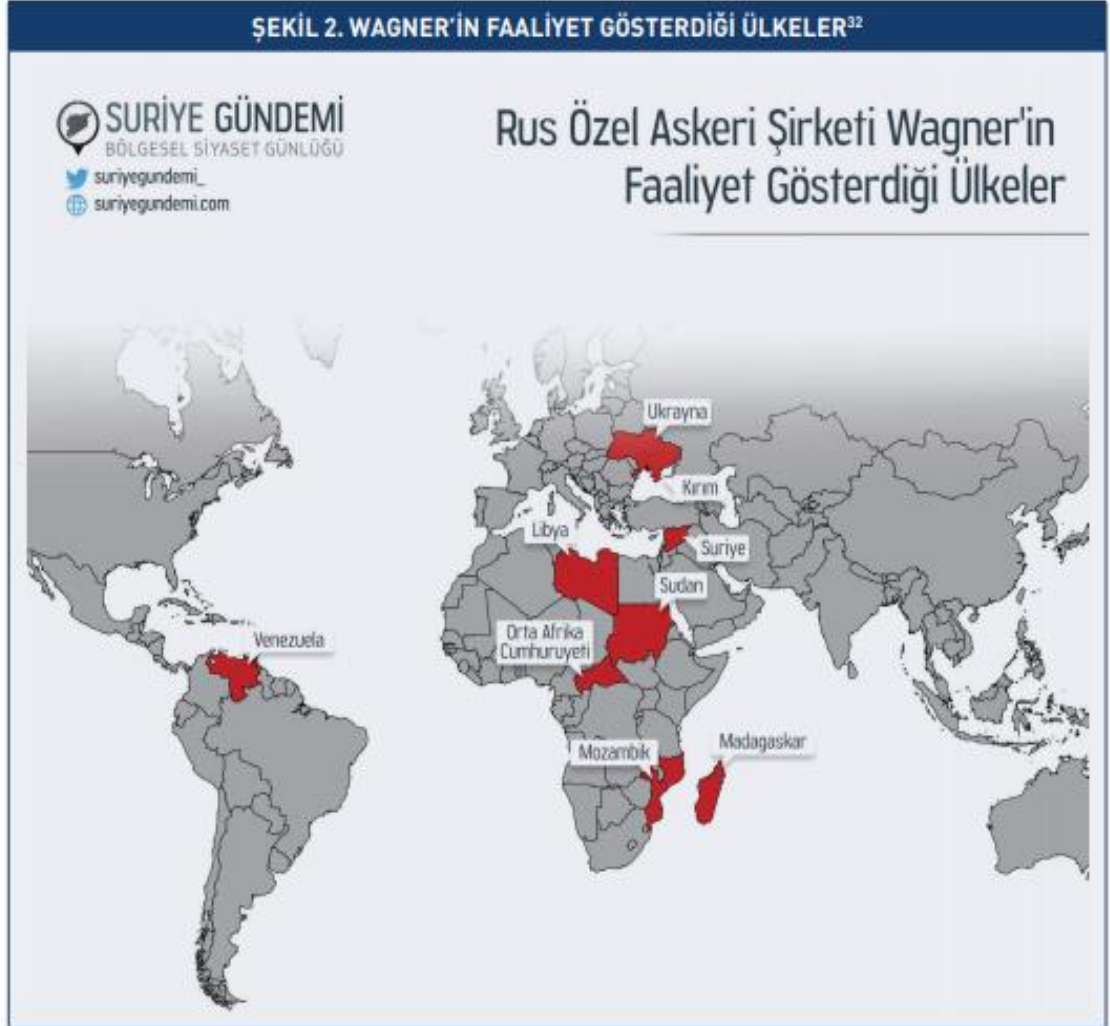 ŞEKİL 2. WAGNER'İN FAALİYET GÖSTERDİĞİ ÜLKELER³²
SURİYE GÜNDEMİ
BÖLGESEL SİYASET GÜNLÜĞÜ
suriyegundemi_
suriyegundemi.com
Rus Özel Askeri Şirketi Wagner'in
Faaliyet Gösterdiği Ülkeler
Ukrayna
Kırım
Libya
Suriye
Sudan
Orta Afrika
Cumhuruyeti
Venezuela
Mozambik
Madagaskar